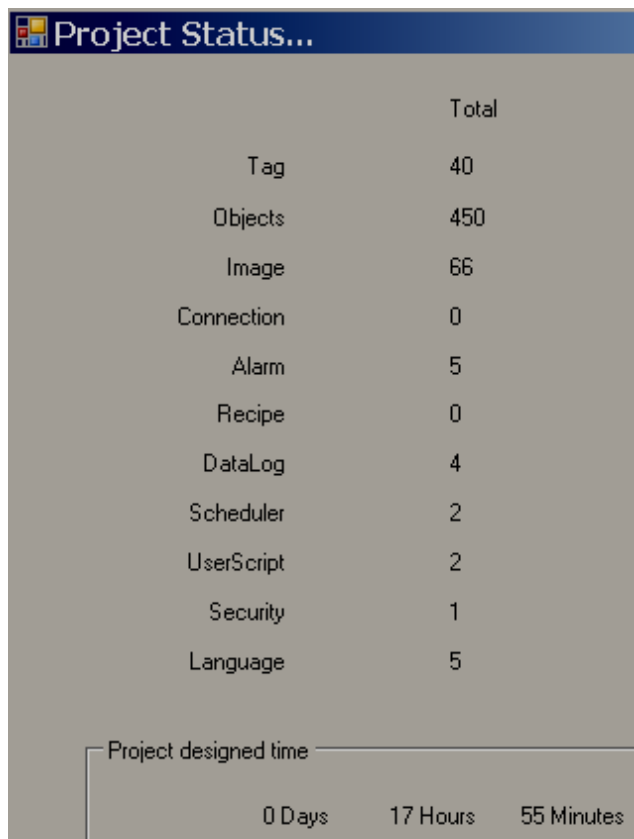 Project Status...
Total
Tag 40
Objects 450
Image 66
Connection 0
Alarm 5
Recipe 0
DataLog 4
Scheduler 2
UserScript 2
Security 1
Language 5
Project designed time
0 Days 17 Hours 55 Minutes